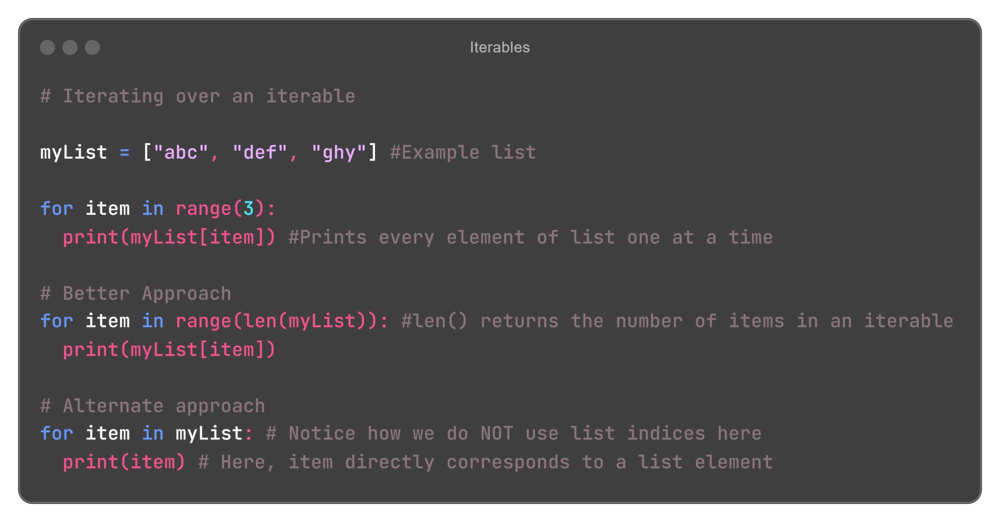 Iterables
# Iterating over an iterable
myList = ["abc", "def", "ghy"] #Example list
for item in range(3):
  print(myList[item]) #Prints every element of list one at a time
# Better Approach
for item in range(len(myList)): #len() returns the number of items in an iterable
  print(myList[item])
# Alternate approach
for item in myList: # Notice how we do NOT use list indices here
  print(item) # Here, item directly corresponds to a list element